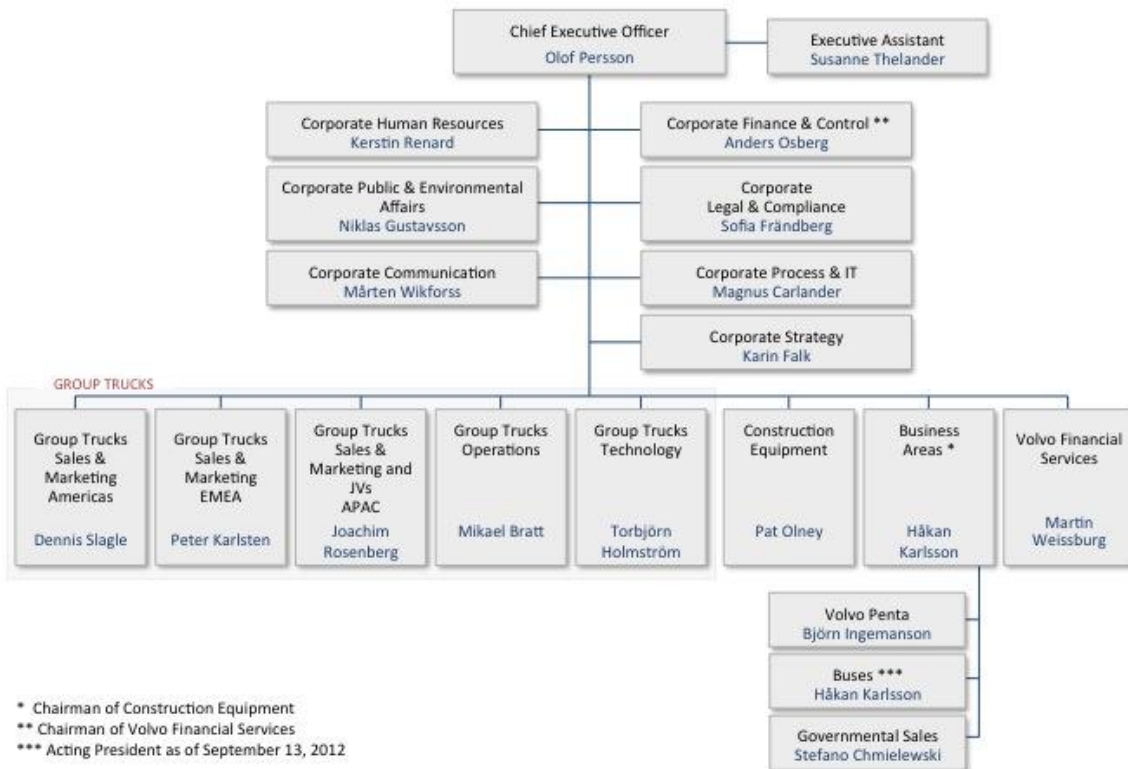 Chief Executive Officer
Olof Persson
Executive Assistant
Susanne Thelander
Corporate Human Resources
Kerstin Renard
Corporate Finance & Control **
Anders Osberg
Corporate Public & Environmental
Affairs
Niklas Gustavsson
Corporate
Legal & Compliance
Sofia Frändberg
Corporate Communication
Mårten Wikforss
Corporate Process & IT
Magnus Carlander
Corporate Strategy
Karin Falk
GROUP TRUCKS
Group Trucks
Sales &
Marketing
Americas
Dennis Slagle
Group Trucks
Sales &
Marketing
EMEA
Peter Karlsten
Group Trucks
Sales &
Marketing and
JVs
APAC
Joachim
Rosenberg
Group Trucks
Operations
Mikael Bratt
Group Trucks
Technology
Torbjörn
Holmström
Construction
Equipment
Pat Olney
Business
Areas *
Håkan
Karlsson
Volvo Financial
Services
Martin
Weissburg
Volvo Penta
Björn Ingemanson
Buses ***
Håkan Karlsson
Governmental Sales
Stefano Chmielewski
* Chairman of Construction Equipment
** Chairman of Volvo Financial Services
*** Acting President as of September 13, 2012